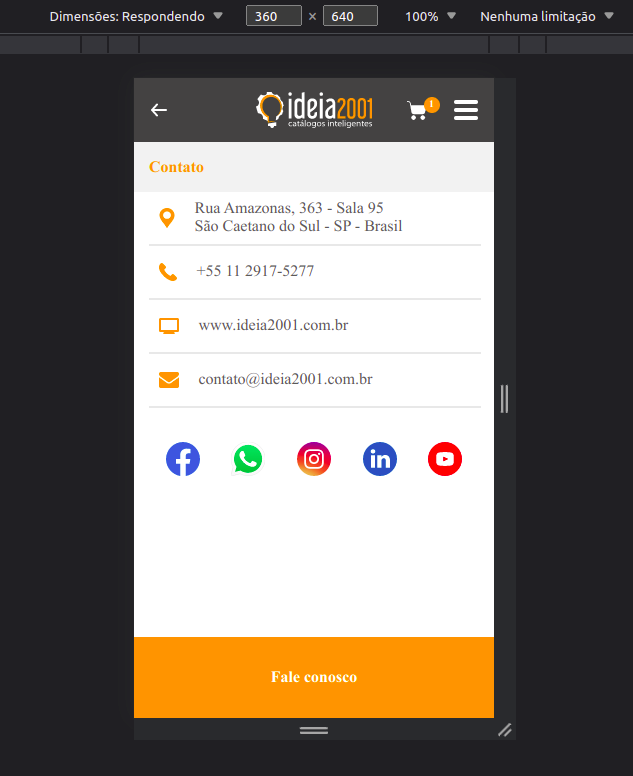 Dimensões: Respondendo 360 × 640 100% Nenhuma limitação
ideia2001
catálogos inteligentes
1
Contato
Rua Amazonas, 363 - Sala 95
São Caetano do Sul - SP - Brasil
+55 11 2917-5277
www.ideia2001.com.br
contato@ideia2001.com.br
in
Fale conosco